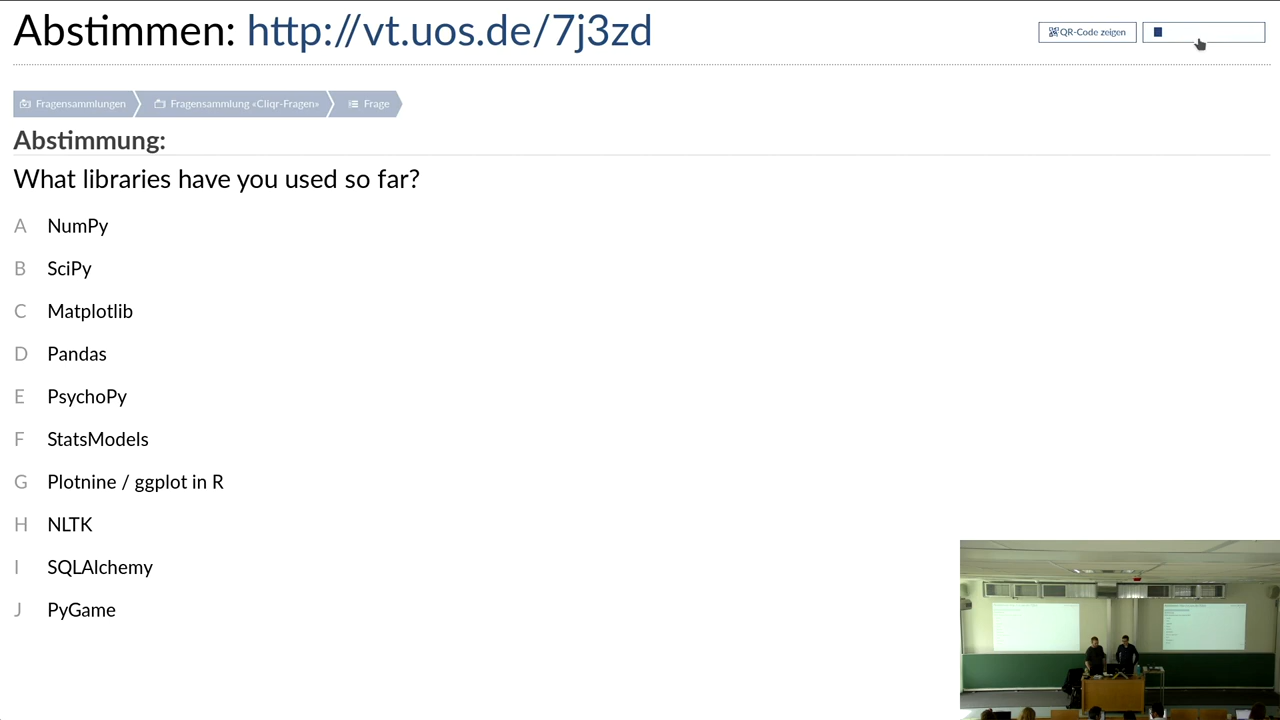 Abstimmen: http://vt.uos.de/7j3zd
QR-Code zeigen
Fragensammlungen
Fragensammlung «Cliqr-Fragen»
Frage
Abstimmung:
What libraries have you used so far?
A NumPy
B SciPy
C Matplotlib
D Pandas
E PsychoPy
F StatsModels
G Plotnine / ggplot in R
H NLTK
I SQLAlchemy
J PyGame